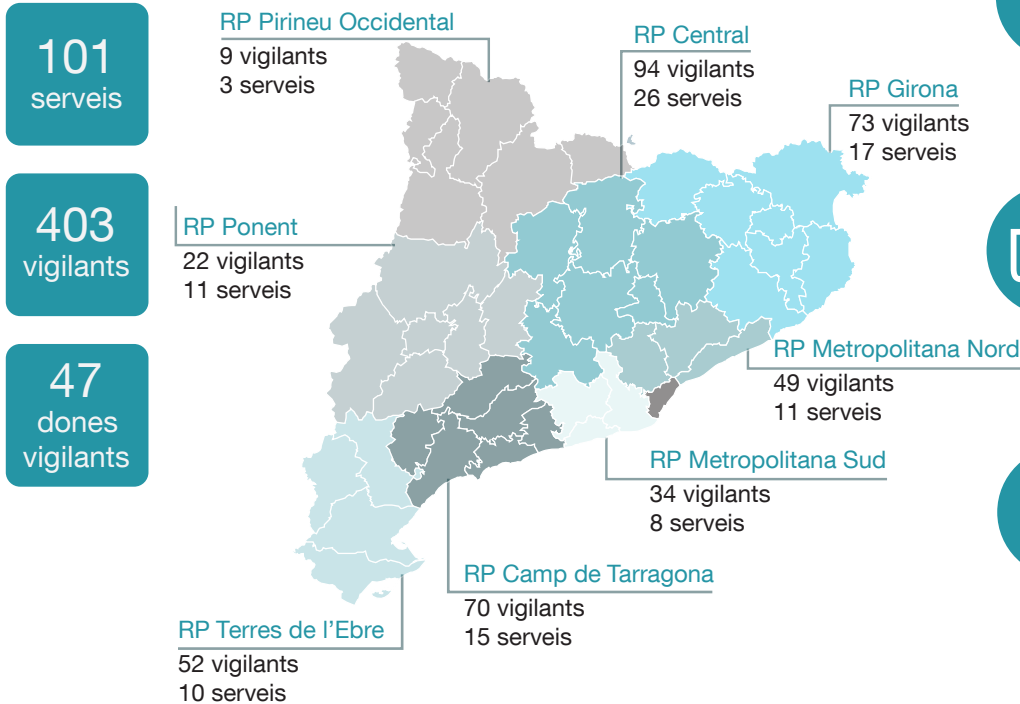 101
serveis
403
vigilants
47
dones
vigilants
RP Pirineu Occidental
9 vigilants
3 serveis
RP Central
94 vigilants
26 serveis
RP Girona
73 vigilants
17 serveis
RP Ponent
22 vigilants
11 serveis
RP Metropolitana Nord
49 vigilants
11 serveis
RP Metropolitana Sud
34 vigilants
8 serveis
RP Camp de Tarragona
70 vigilants
15 serveis
RP Terres de l’Ebre
52 vigilants
10 serveis